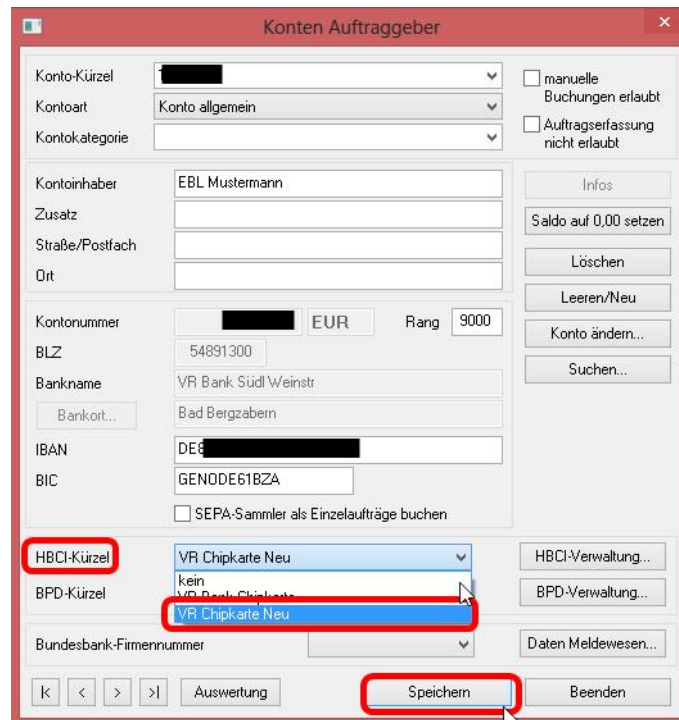 Konten Auftraggeber
×
Konto-Kürzel
manuelle
Buchungen erlaubt
Kontoart Konto allgemein
Auftragserfassung
nicht erlaubt
Kontokategorie
Kontoinhaber EBL Mustermann Infos
Zusatz Saldo auf 0,00 setzen
Straße/Postfach
Löschen
Ort
Leeren/Neu
Kontonummer EUR Rang 9000
Konto ändern...
BLZ 54891300
Suchen...
Bankname VR Bank Südl Weinstr
Bankort... Bad Bergzabern
IBAN DE8
BIC GENODE61BZA
SEPA-Sammler als Einzelaufträge buchen
HBCI-Kürzel VR Chipkarte Neu HBCI-Verwaltung...
kein
BPD-Kürzel VR Bank Chipkarte BPD-Verwaltung...
VR Chipkarte Neu
Bundesbank-Firmennummer Daten Meldewesen...
|< < > >| Auswertung Speichern Beenden